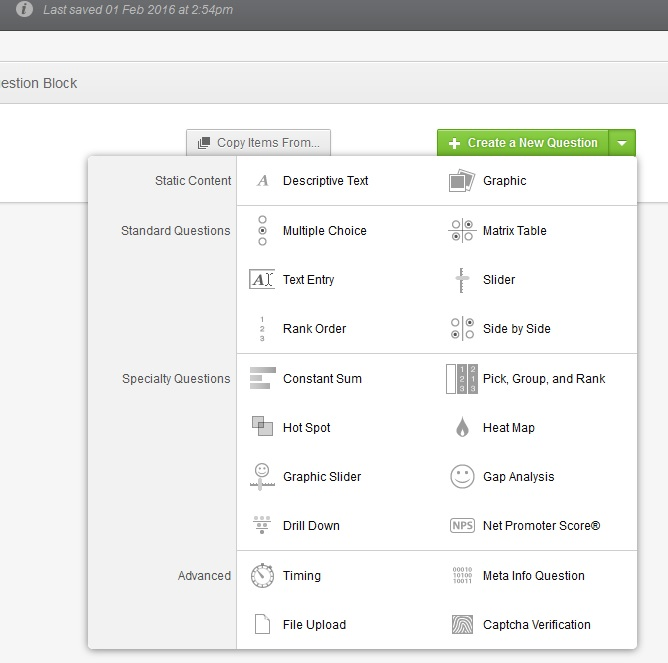 Last saved 01 Feb 2016 at 2:54pm
estion Block
Copy Items From...
Create a New Question
Static Content
Descriptive Text
Graphic
Standard Questions
Multiple Choice
Matrix Table
Text Entry
Slider
Rank Order
Side by Side
Specialty Questions
Constant Sum
Pick, Group, and Rank
Hot Spot
Heat Map
Graphic Slider
Gap Analysis
Drill Down
NPS Net Promoter Score®
Advanced
Timing
Meta Info Question
File Upload
Captcha Verification